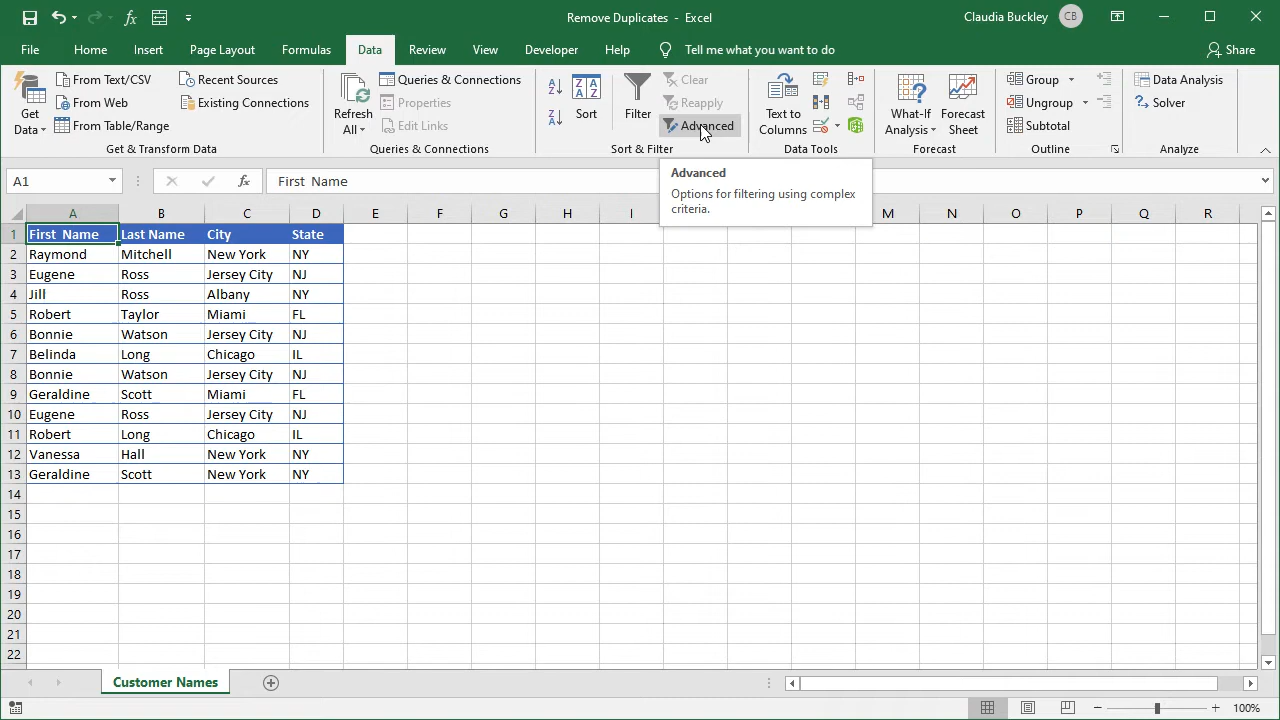 Remove Duplicates - Excel
Claudia Buckley CB
File Home Insert Page Layout Formulas Data Review View Developer Help Tell me what you want to do Share
Get Data
From Text/CSV
From Web
From Table/Range
Recent Sources
Existing Connections
Get & Transform Data
Refresh All
Queries & Connections
Properties
Edit Links
Queries & Connections
Sort
Filter
Clear
Reapply
Advanced
Sort & Filter
Text to Columns
Data Tools
What-If Analysis
Forecast Sheet
Forecast
Group
Ungroup
Subtotal
Outline
Data Analysis
Solver
Analyze
A1 fx First Name
Advanced
Options for filtering using complex
criteria.
A B C D E F G H I M N O P Q R
1 First Name Last Name City State
2 Raymond Mitchell New York NY
3 Eugene Ross Jersey City NJ
4 Jill Ross Albany NY
5 Robert Taylor Miami FL
6 Bonnie Watson Jersey City NJ
7 Belinda Long Chicago IL
8 Bonnie Watson Jersey City NJ
9 Geraldine Scott Miami FL
10 Eugene Ross Jersey City NJ
11 Robert Long Chicago IL
12 Vanessa Hall New York NY
13 Geraldine Scott New York NY
14
15
16
17
18
19
20
21
22
Customer Names
100%